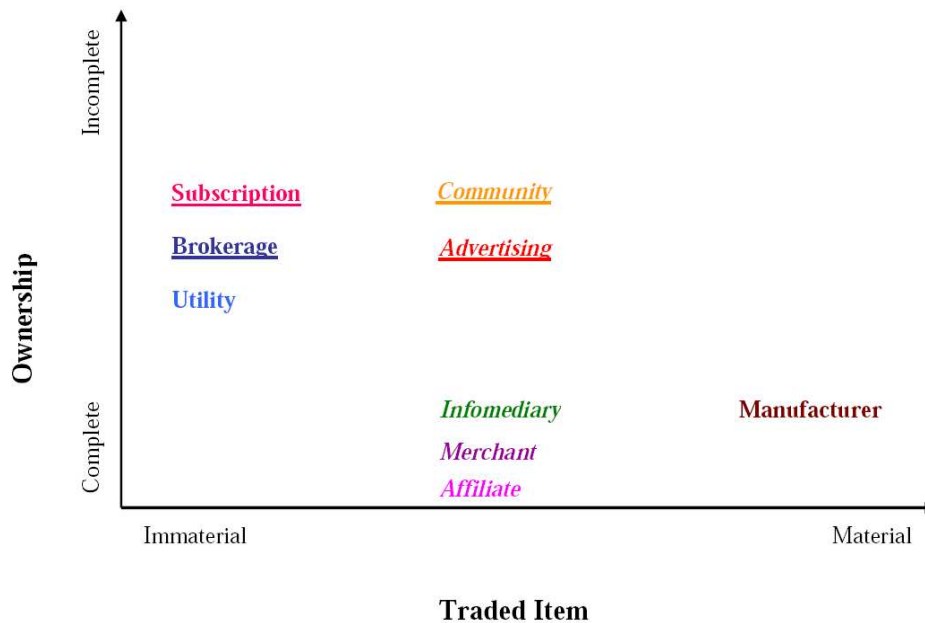 Incomplete
Subscription
Community
Brokerage
Advertising
Utility
Ownership
Infomediary
Manufacturer
Complete
Merchant
Affiliate
Immaterial
Material
Traded Item